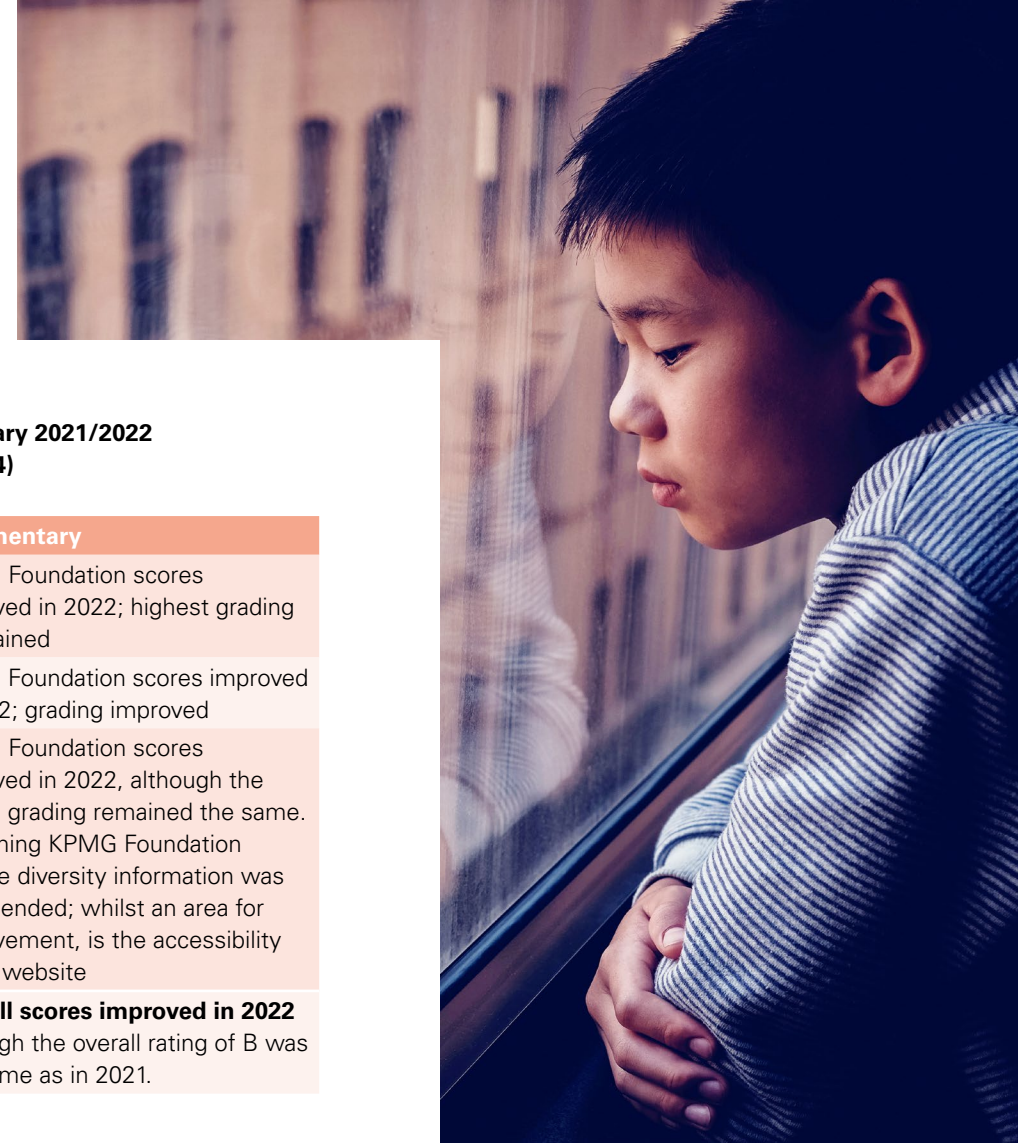 ary 2021/2022
4)
mentary
Foundation scores
ved in 2022; highest grading
ained
Foundation scores improved
2; grading improved
Foundation scores
ved in 2022, although the
grading remained the same.
ning KPMG Foundation
e diversity information was
ended; whilst an area for
vement, is the accessibility
website
ll scores improved in 2022
gh the overall rating of B was
me as in 2021.